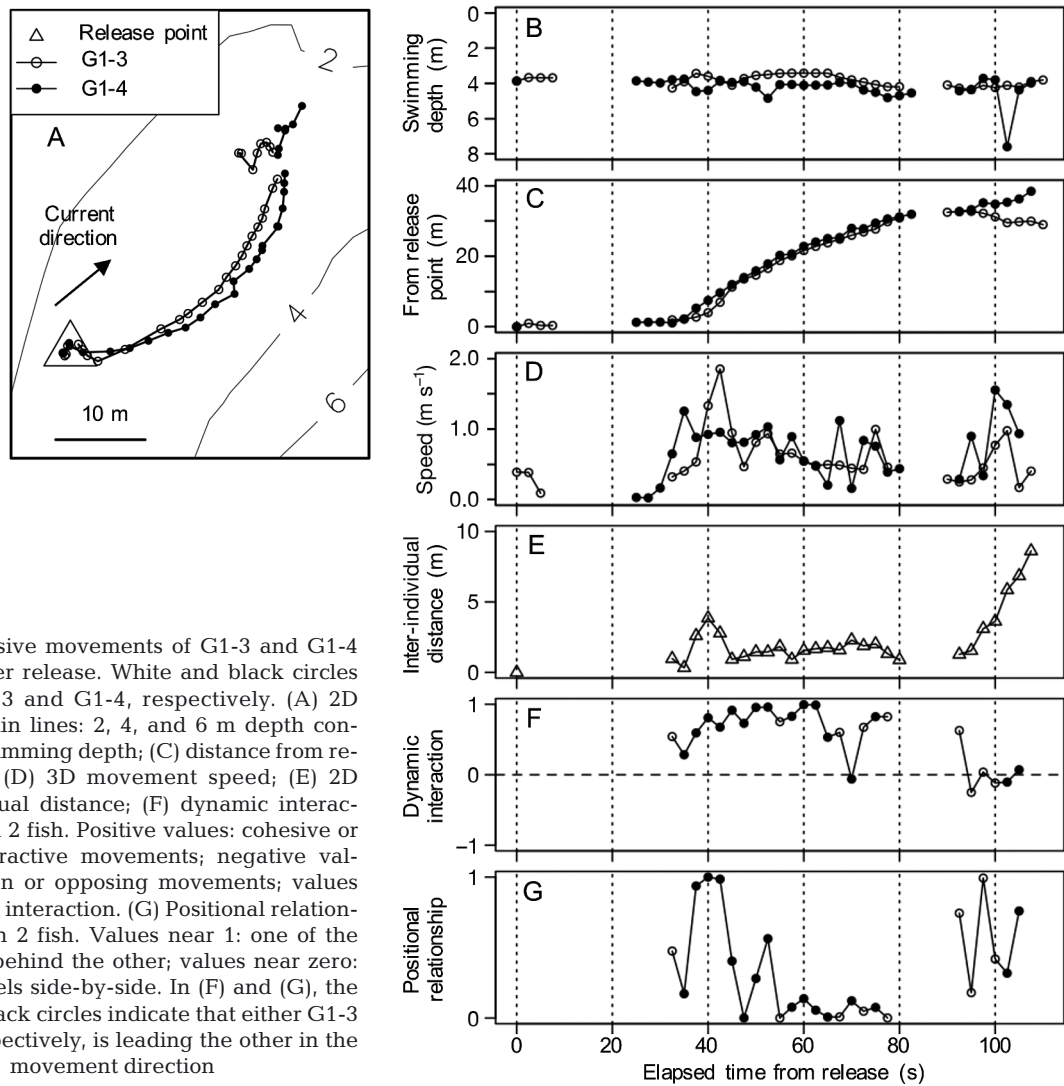 Release point
G1-3
G1-4
A
2
Current
direction
4
6
10 m
B
Swimming
depth (m)
0
2
4
6
8
C
From release
point (m)
40
20
0
D
Speed (m s⁻¹)
2.0
1.0
0.0
E
Inter-individual
distance (m)
10
5
0
F
Dynamic
interaction
1
0
−1
G
Positional
relationship
1
0
0
20
40
60
80
100
Elapsed time from release (s)
sive movements of G1-3 and G1-4
er release. White and black circles
3 and G1-4, respectively. (A) 2D
in lines: 2, 4, and 6 m depth con-
imming depth; (C) distance from re-
(D) 3D movement speed; (E) 2D
ual distance; (F) dynamic interac-
n 2 fish. Positive values: cohesive or
ractive movements; negative val-
n or opposing movements; values
interaction. (G) Positional relation-
n 2 fish. Values near 1: one of the
behind the other; values near zero:
els side-by-side. In (F) and (G), the
ack circles indicate that either G1-3
pectively, is leading the other in the
movement direction